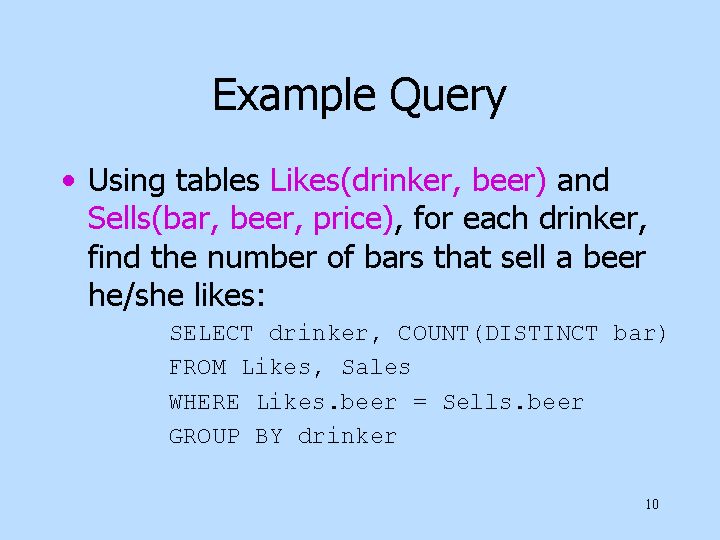 Example Query
• Using tables Likes(drinker, beer) and
Sells(bar, beer, price), for each drinker,
find the number of bars that sell a beer
he/she likes:
SELECT drinker, COUNT(DISTINCT bar)
FROM Likes, Sales
WHERE Likes.beer = Sells.beer
GROUP BY drinker
10